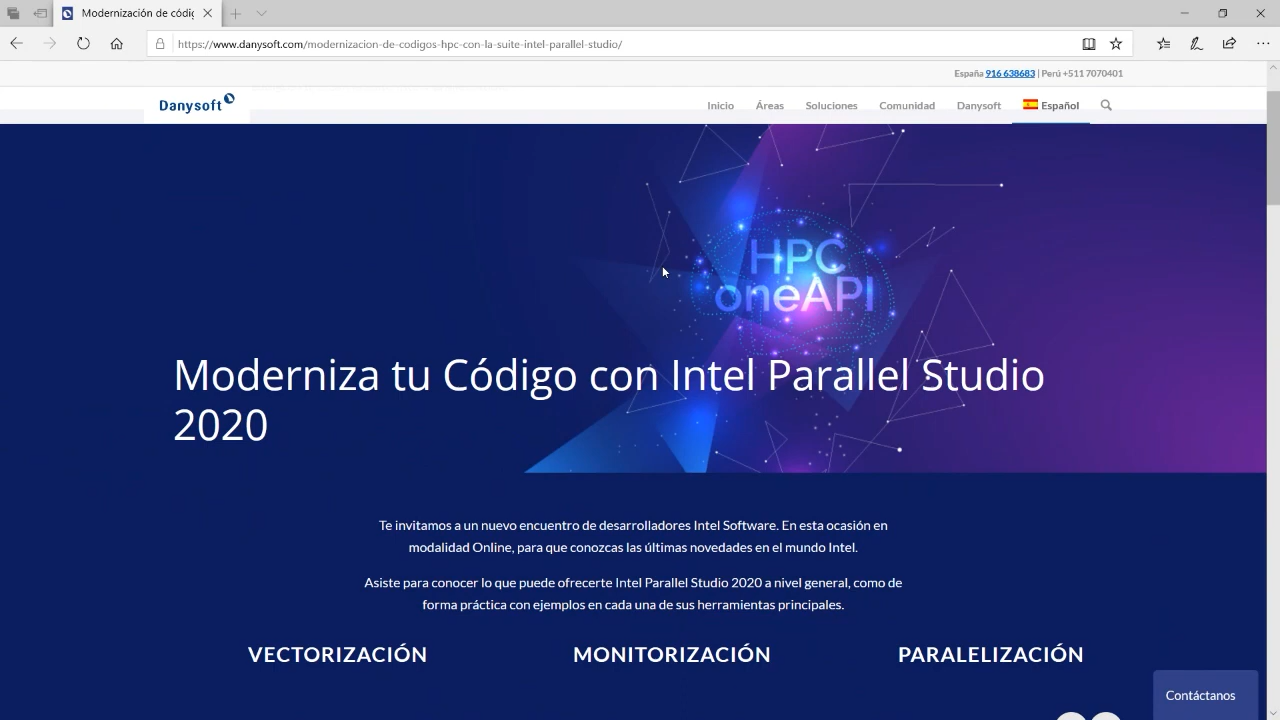 Modernización de códig
https://www.danysoft.com/modernizacion-de-codigos-hpc-con-la-suite-intel-parallel-studio/
España 916 638683 | Perú +511 7070401
Danysoft
Inicio
Áreas
Soluciones
Comunidad
Danysoft
Español
HPC
oneAPI
Moderniza tu Código con Intel Parallel Studio
2020
Te invitamos a un nuevo encuentro de desarrolladores Intel Software. En esta ocasión en
modalidad Online, para que conozcas las últimas novedades en el mundo Intel.
Asiste para conocer lo que puede ofrecerte Intel Parallel Studio 2020 a nivel general, como de
forma práctica con ejemplos en cada una de sus herramientas principales.
VECTORIZACIÓN
MONITORIZACIÓN
PARALELIZACIÓN
Contáctanos